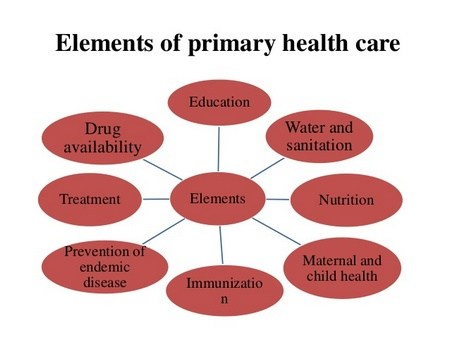 Elements of primary health care
Education
Drug
availability
Water and
sanitation
Treatment
Elements
Nutrition
Prevention of
endemic
disease
Immunizatio
n
Maternal and
child health